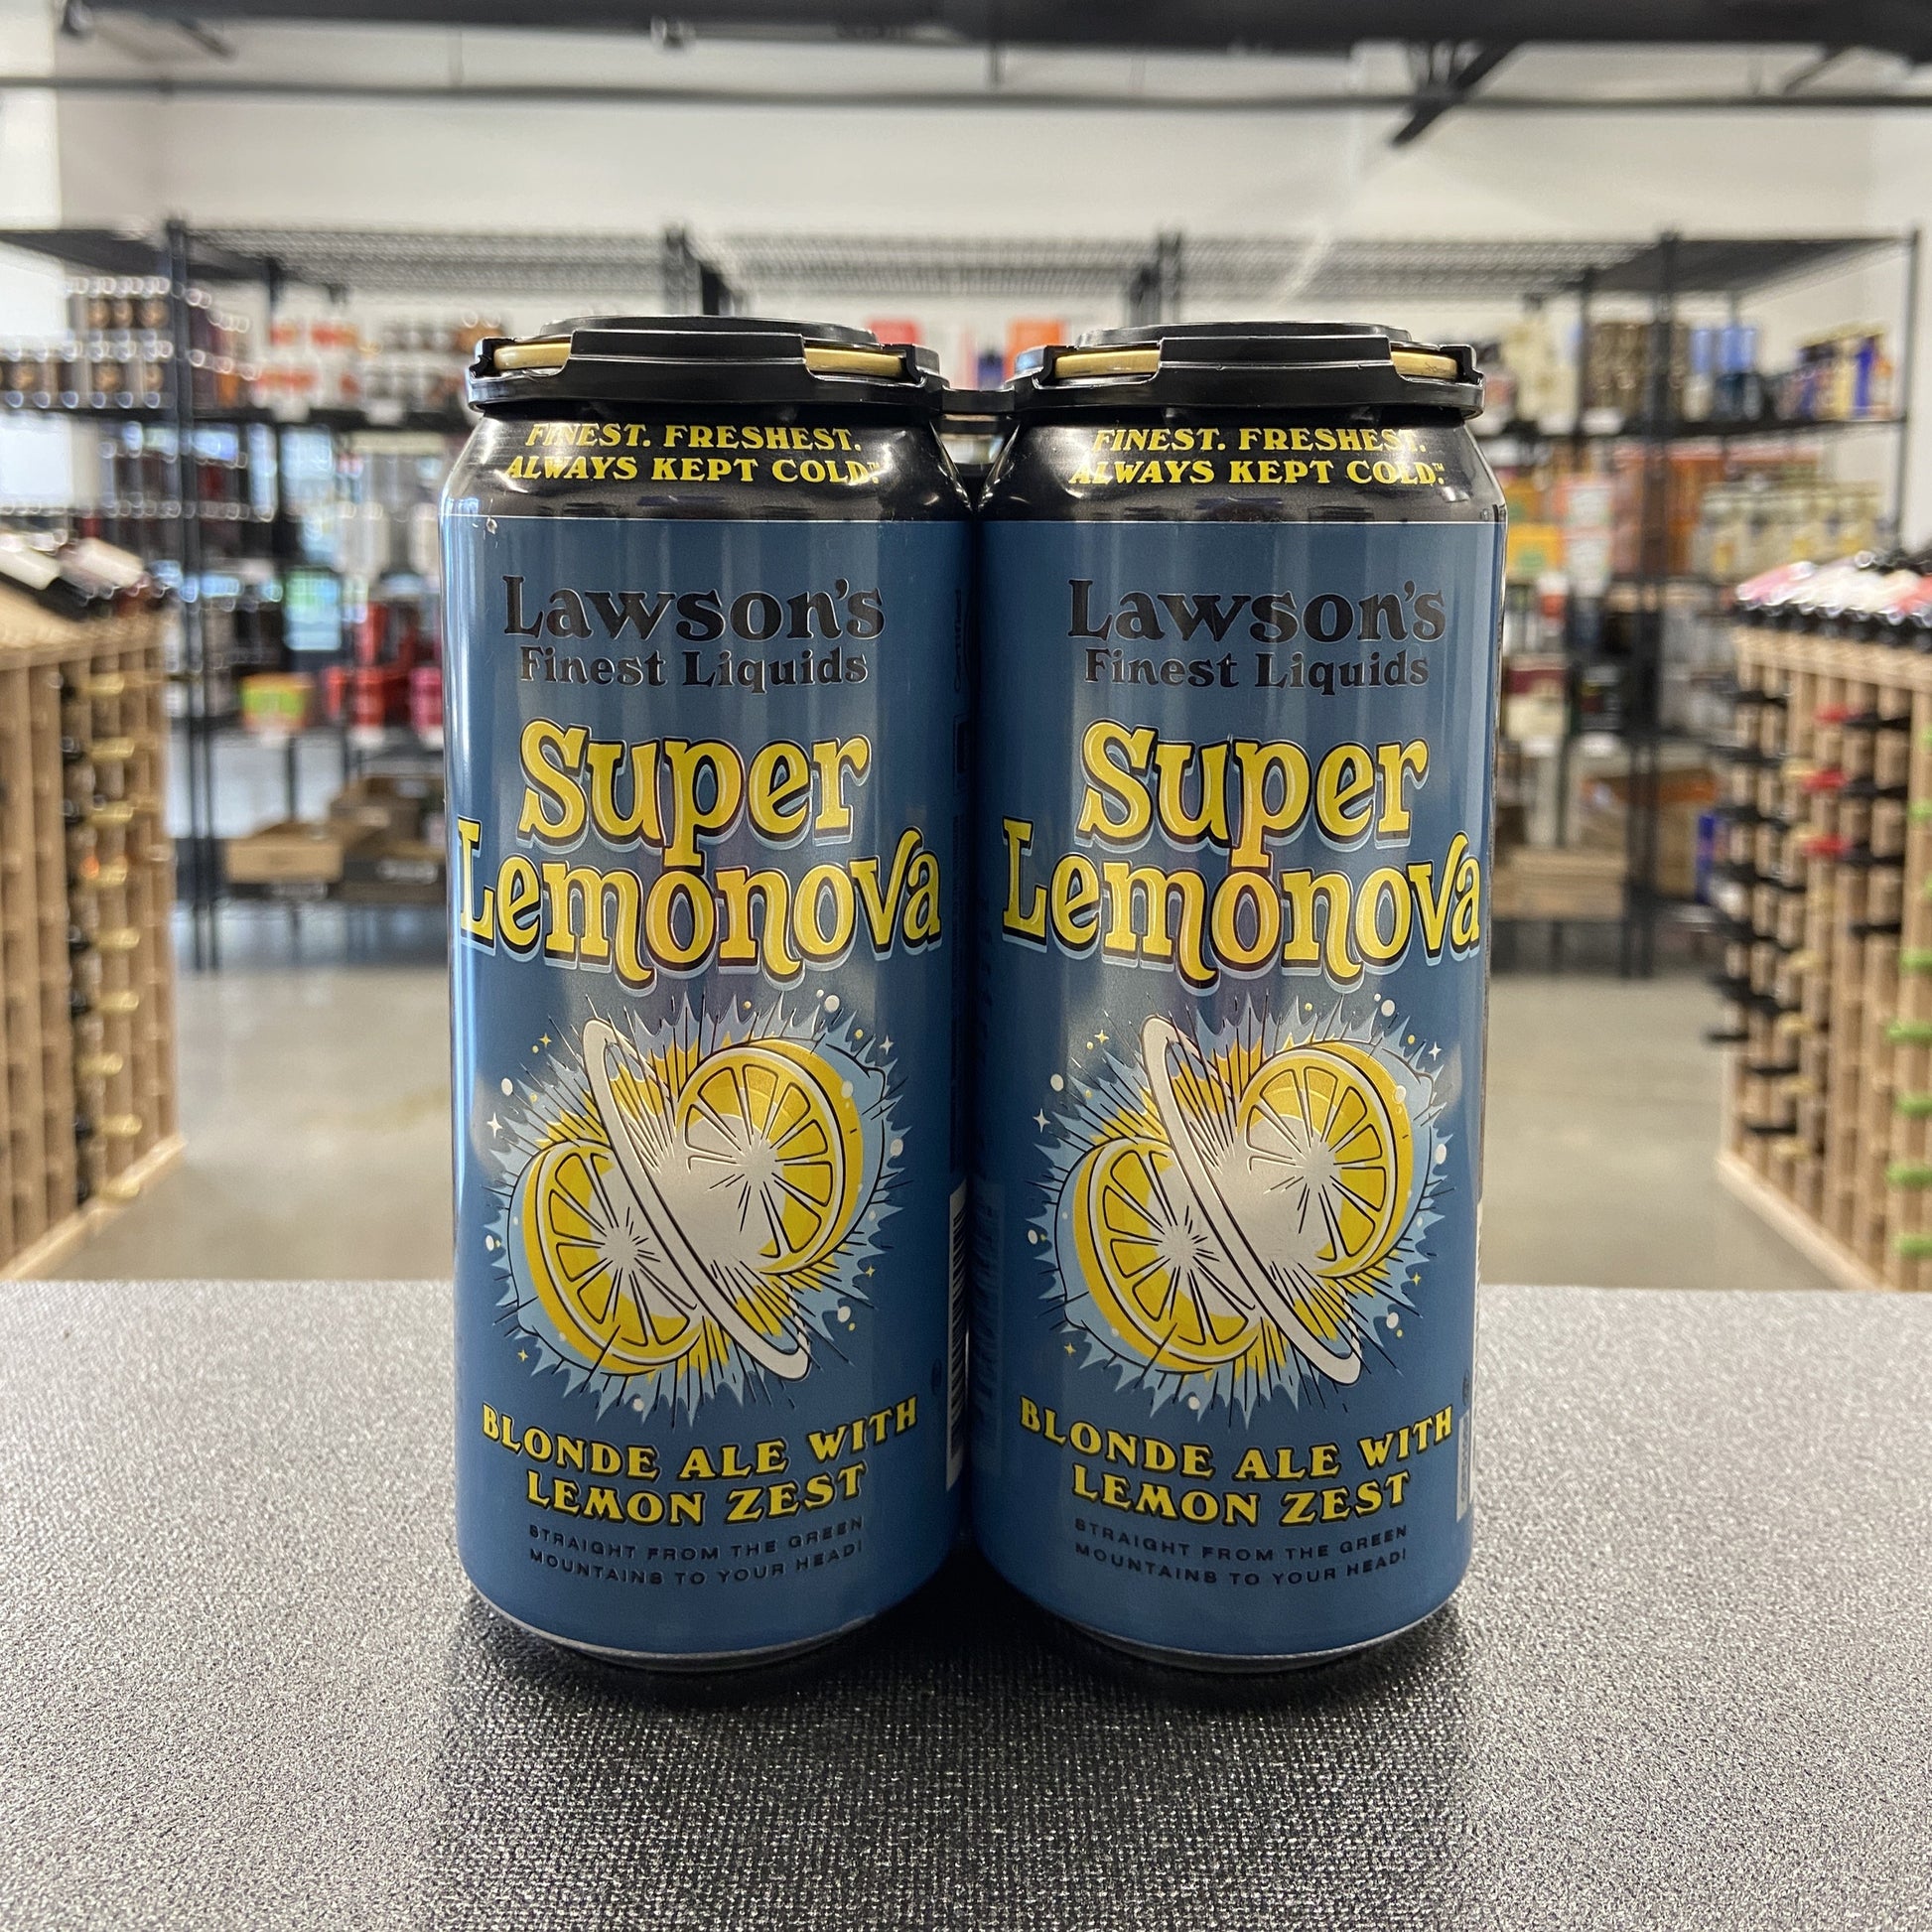 FINEST. FRESHEST.
ALWAYS KEPT COLD.™
Lawson's
Finest Liquids
Super
Lemonova
BLONDE ALE WITH
LEMON ZEST
STRAIGHT FROM THE GREEN
MOUNTAINS TO YOUR HEAD!
FINEST. FRESHEST.
ALWAYS KEPT COLD.™
Lawson's
Finest Liquids
Super
Lemonova
BLONDE ALE WITH
LEMON ZEST
STRAIGHT FROM THE GREEN
MOUNTAINS TO YOUR HEAD!